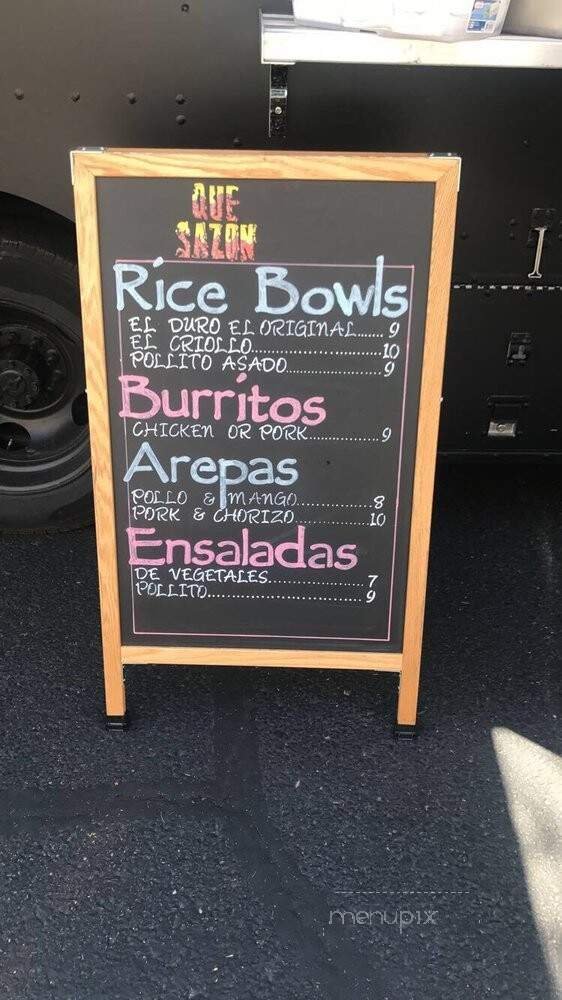 QUE
SAZON
Rice Bowls
EL DURO EL ORIGINAL...... 9
EL CRIOLLO......................10
POLLITO ASADO................9
Burritos
CHICKEN OR PORK............9
Arepas
POLLO & MANGO.............8
PORK & CHORIZO.............10
Ensaladas
DE VEGETALES................7
POLLITO..........................9
menupix